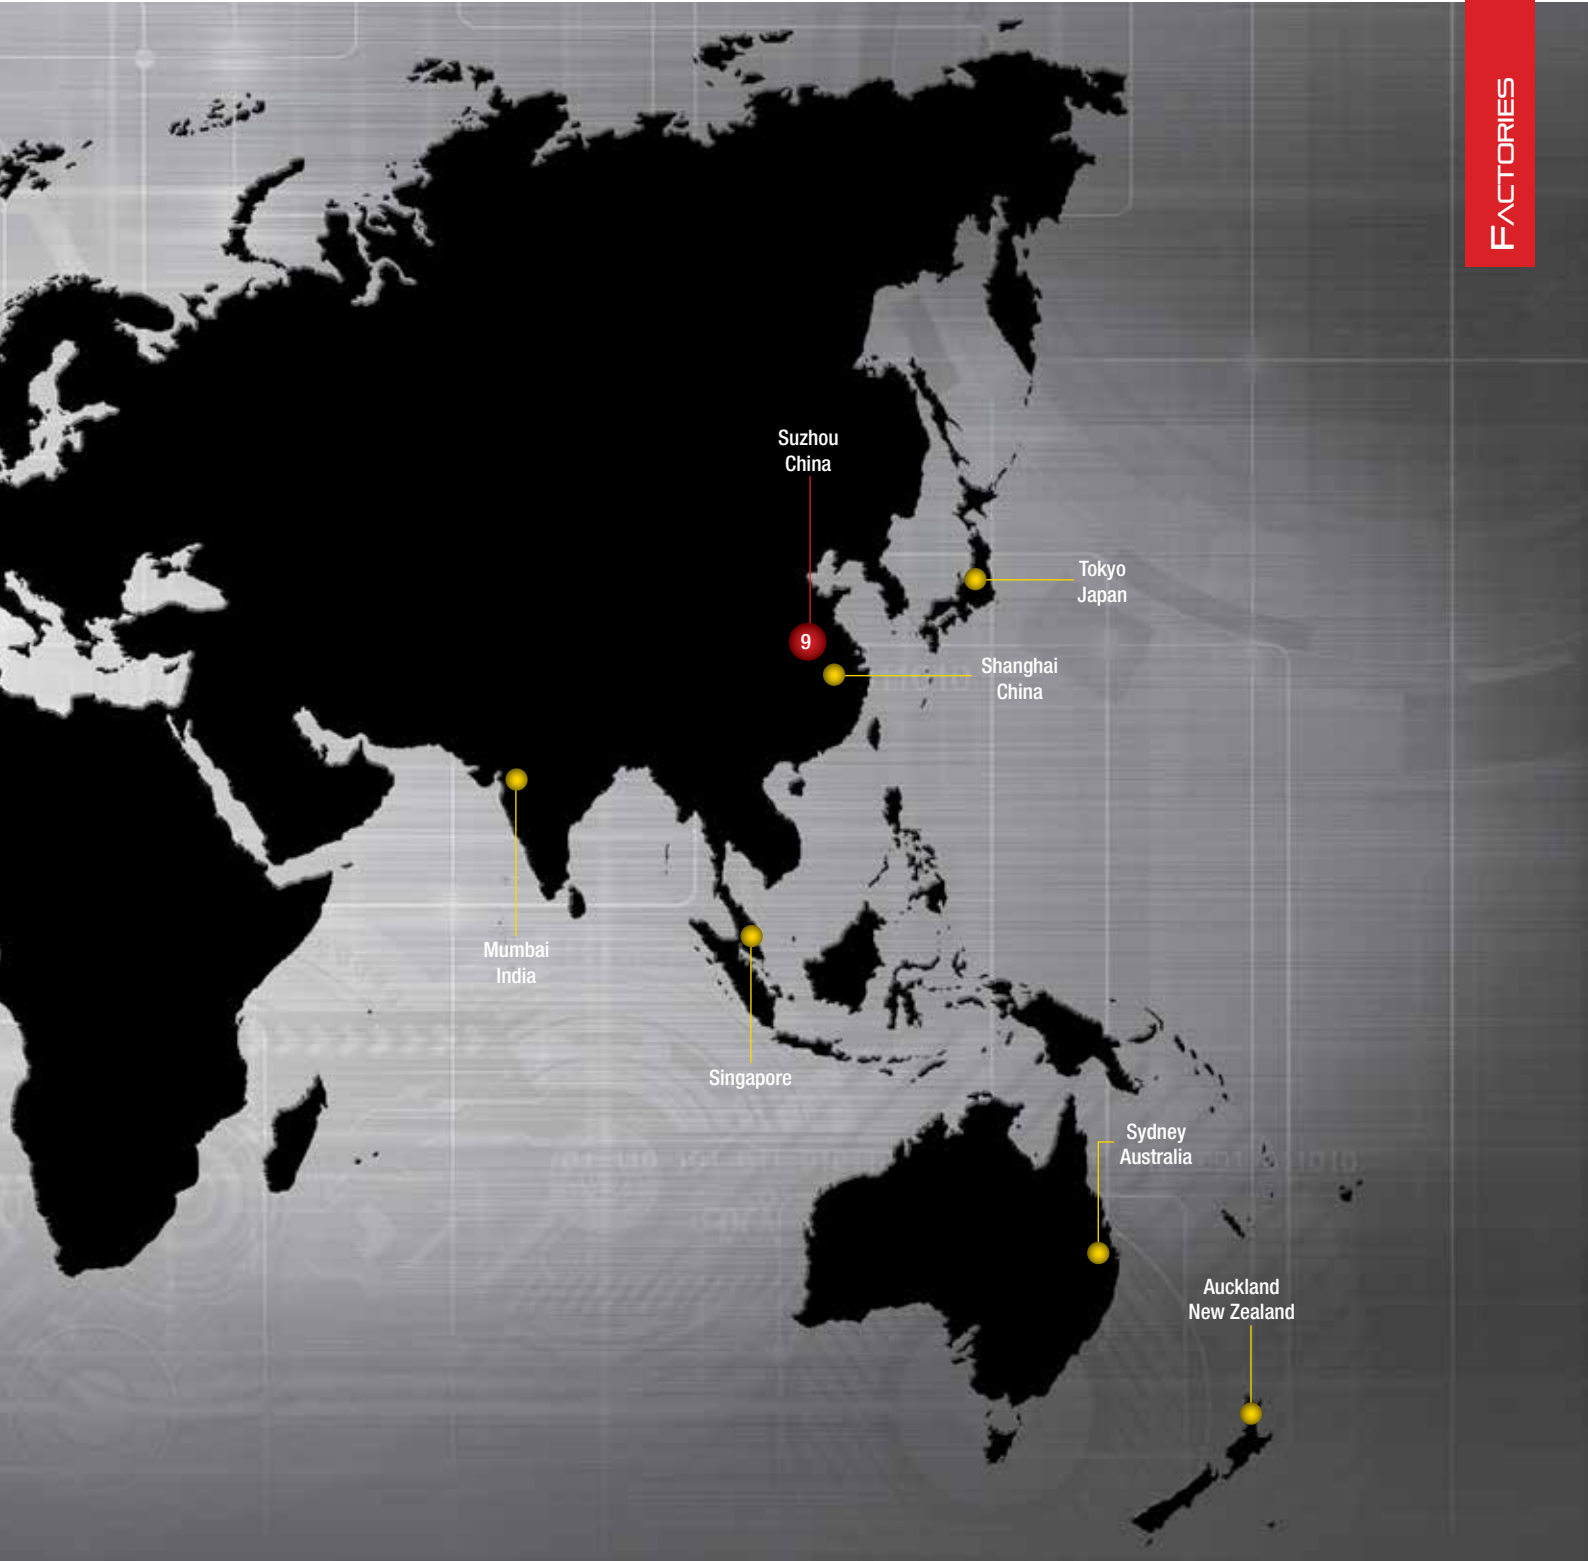 FACTORIES
Suzhou
China
9
Tokyo
Japan
Shanghai
China
Mumbai
India
Singapore
Sydney
Australia
Auckland
New Zealand